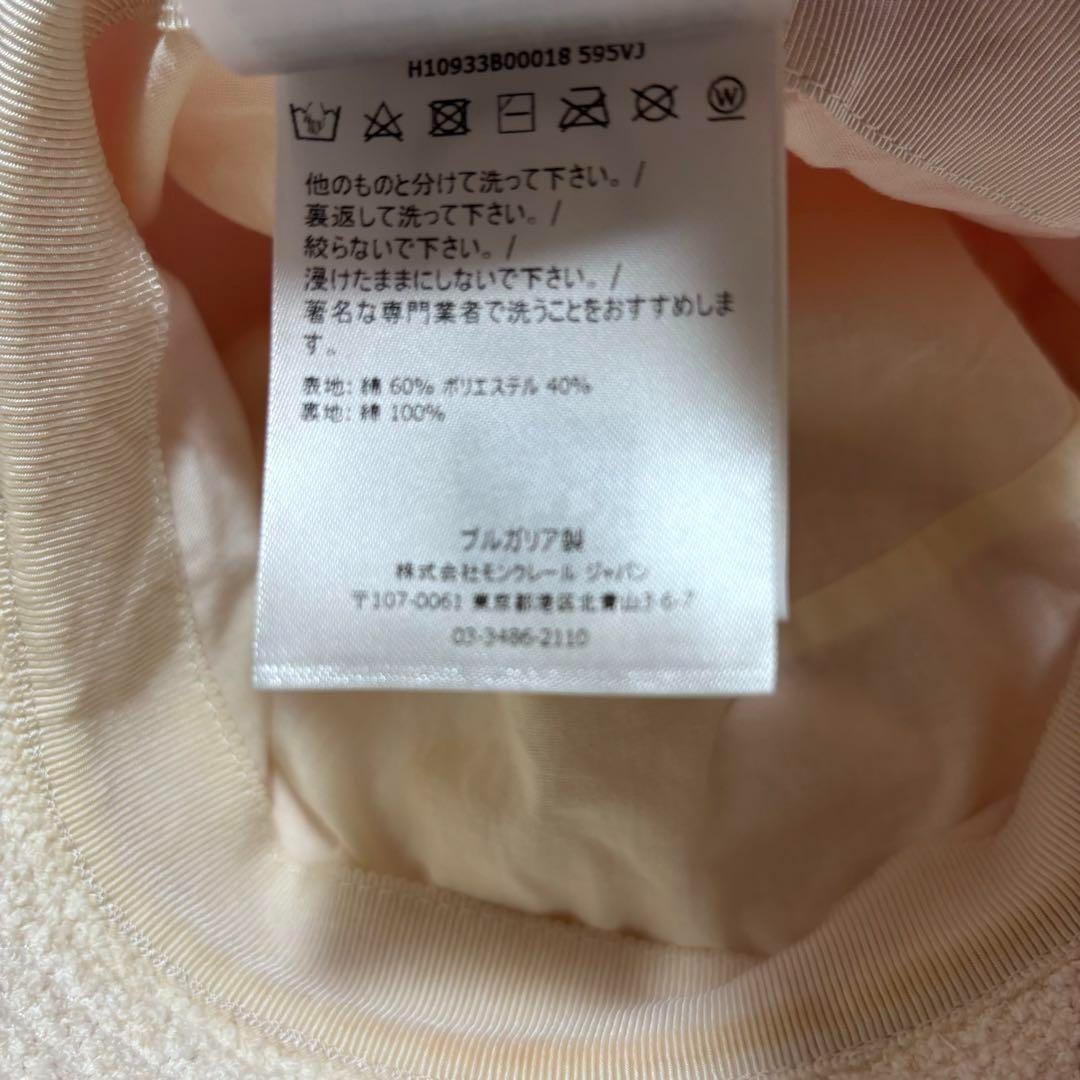 H10933B00018 595VJ
W
他のものと分けて洗って下さい。/
裏返して洗って下さい。/
絞らないで下さい。/
浸けたままにしないで下さい。/
著名な専門業者で洗うことをおすすめしま
す。
表地: 綿 60% ポリエステル 40%
裏地: 綿 100%
ブルガリア製
株式会社モンクレール ジャパン
〒107-0061 東京都港区北青山3-6-7
03-3486-2110